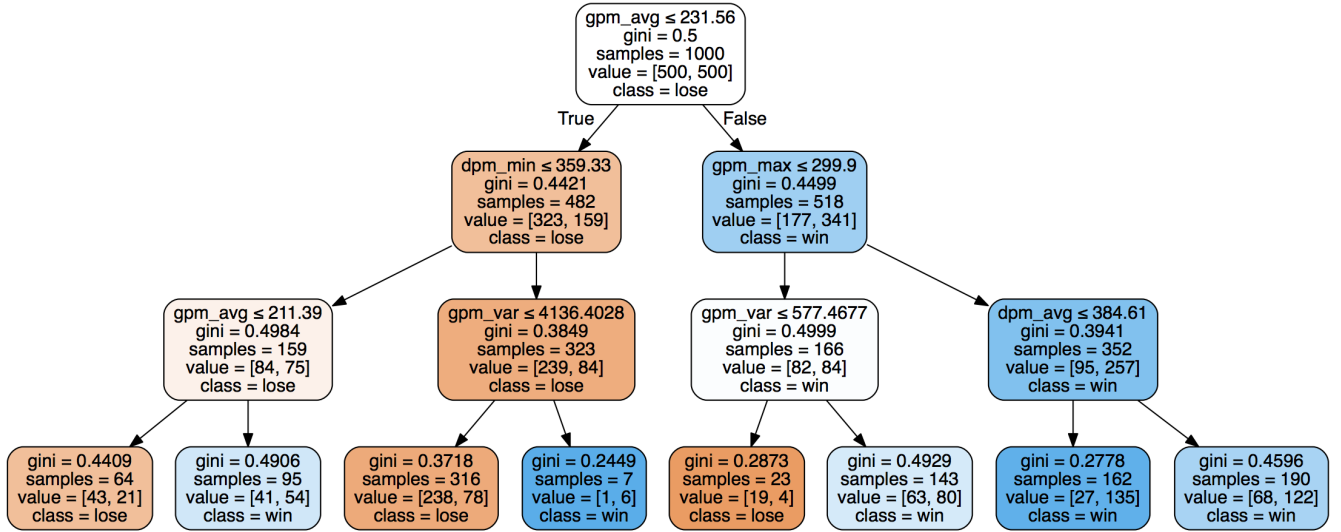 gpm_avg ≤ 231.56
gini = 0.5
samples = 1000
value = [500, 500]
class = lose
True
False
dpm_min ≤ 359.33
gini = 0.4421
samples = 482
value = [323, 159]
class = lose
gpm_max ≤ 299.9
gini = 0.4499
samples = 518
value = [177, 341]
class = win
gpm_avg ≤ 211.39
gini = 0.4984
samples = 159
value = [84, 75]
class = lose
gpm_var ≤ 4136.4028
gini = 0.3849
samples = 323
value = [239, 84]
class = lose
gpm_var ≤ 577.4677
gini = 0.4999
samples = 166
value = [82, 84]
class = win
dpm_avg ≤ 384.61
gini = 0.3941
samples = 352
value = [95, 257]
class = win
gini = 0.4409
samples = 64
value = [43, 21]
class = lose
gini = 0.4906
samples = 95
value = [41, 54]
class = win
gini = 0.3718
samples = 316
value = [238, 78]
class = lose
gini = 0.2449
samples = 7
value = [1, 6]
class = win
gini = 0.2873
samples = 23
value = [19, 4]
class = lose
gini = 0.4929
samples = 143
value = [63, 80]
class = win
gini = 0.2778
samples = 162
value = [27, 135]
class = win
gini = 0.4596
samples = 190
value = [68, 122]
class = win